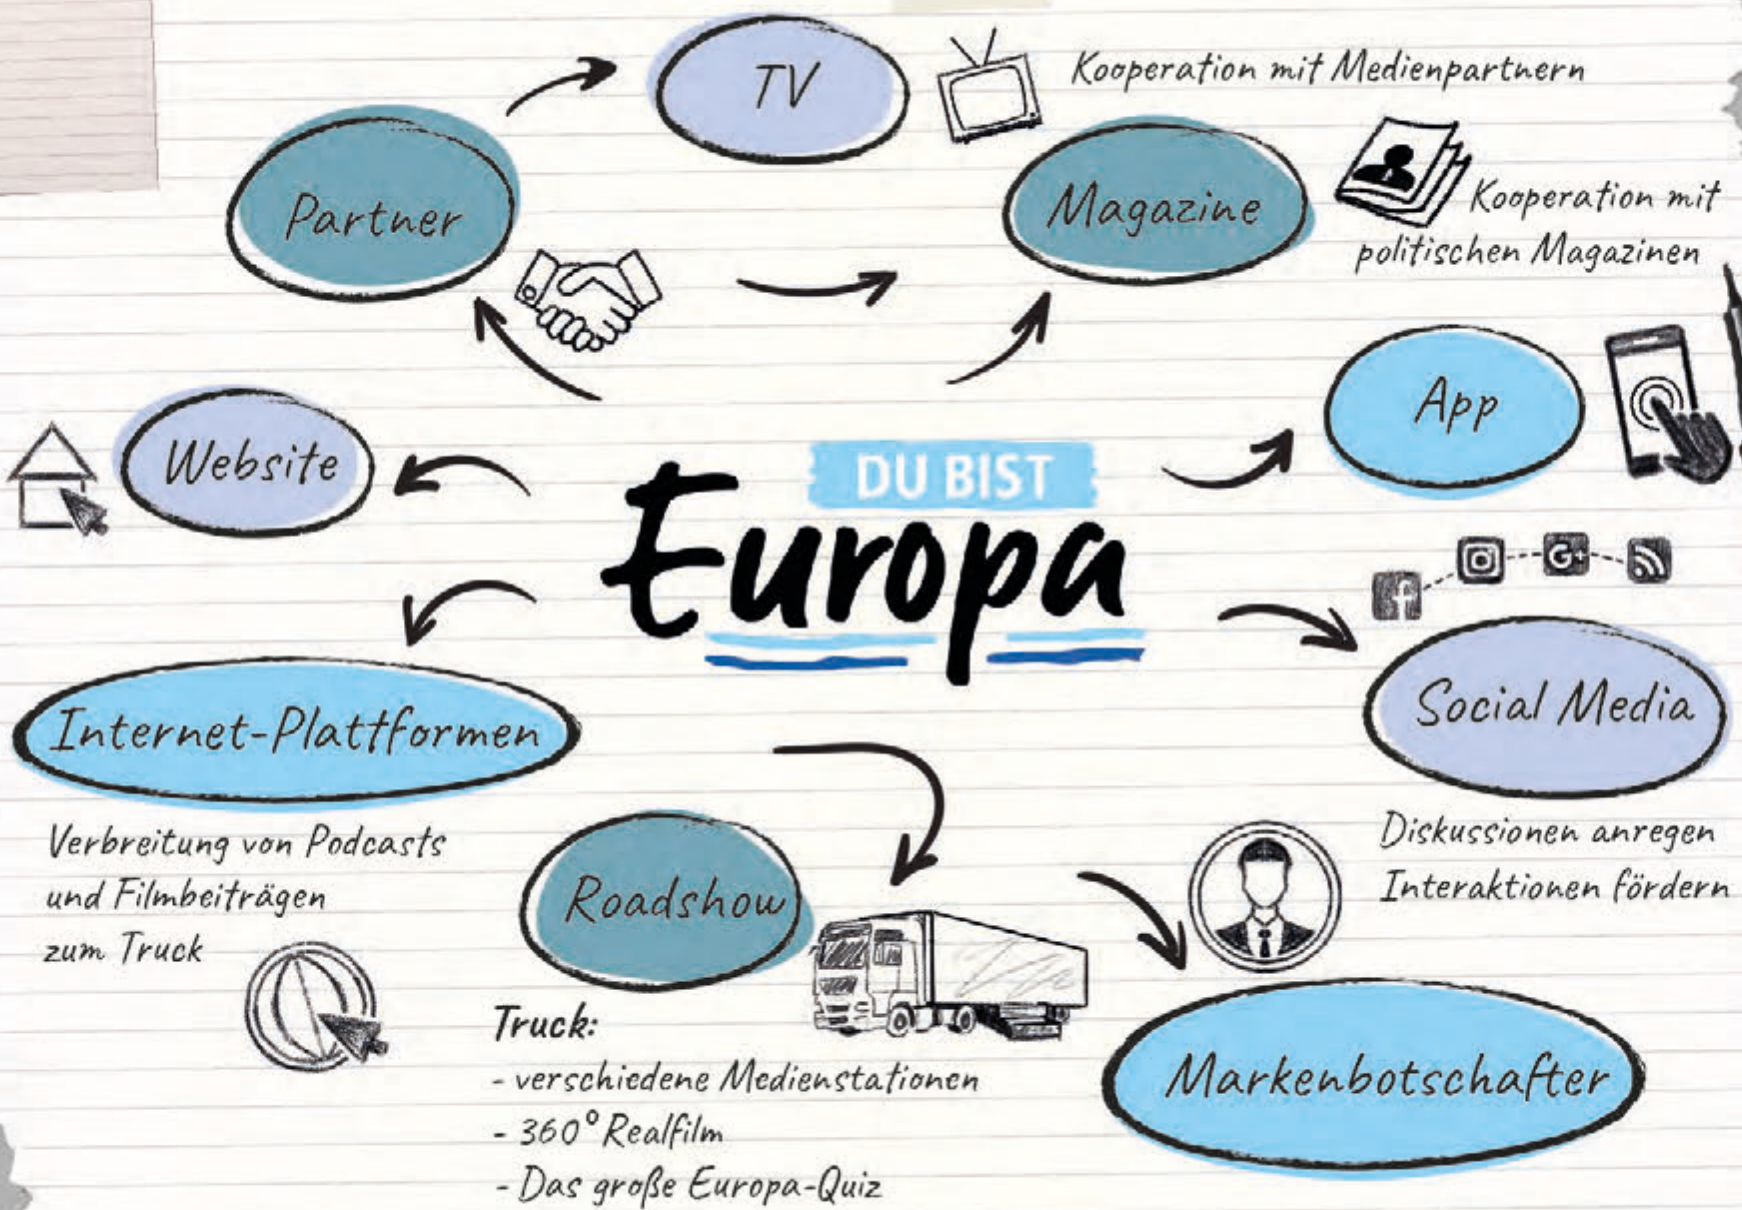 TV
Kooperation mit Medienpartnern
Partner
Magazine
Kooperation mit
politischen Magazinen
App
Website
DU BIST
Europa
f
G+
Internet-Plattformen
Social Media
Verbreitung von Podcasts
und Filmbeiträgen
zum Truck
Diskussionen anregen
Interaktionen fördern
Roadshow
Truck:
- verschiedene Medienstationen
- 360° Realfilm
- Das große Europa-Quiz
Markenbotschafter